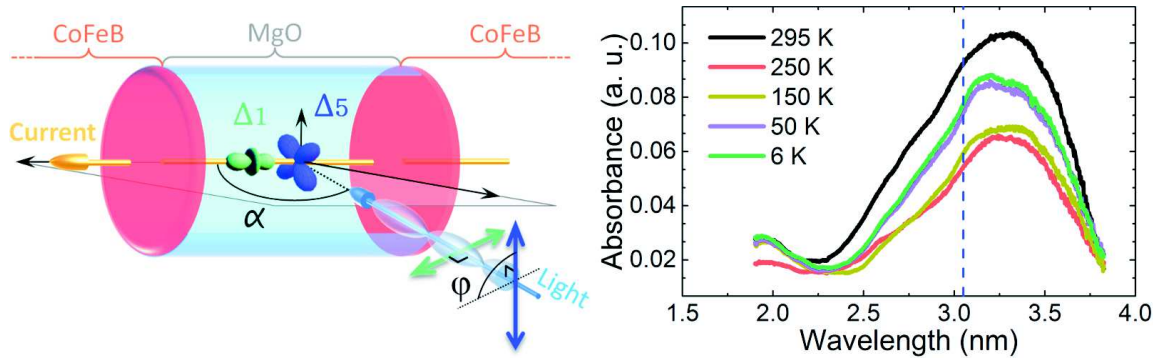 CoFeB MgO CoFeB
Δ1 Δ5
Current
α
φ Light
Absorbance (a. u.)
0.10
0.08
0.06
0.04
0.02
295 K
250 K
150 K
50 K
6 K
1.5 2.0 2.5 3.0 3.5 4.0
Wavelength (nm)